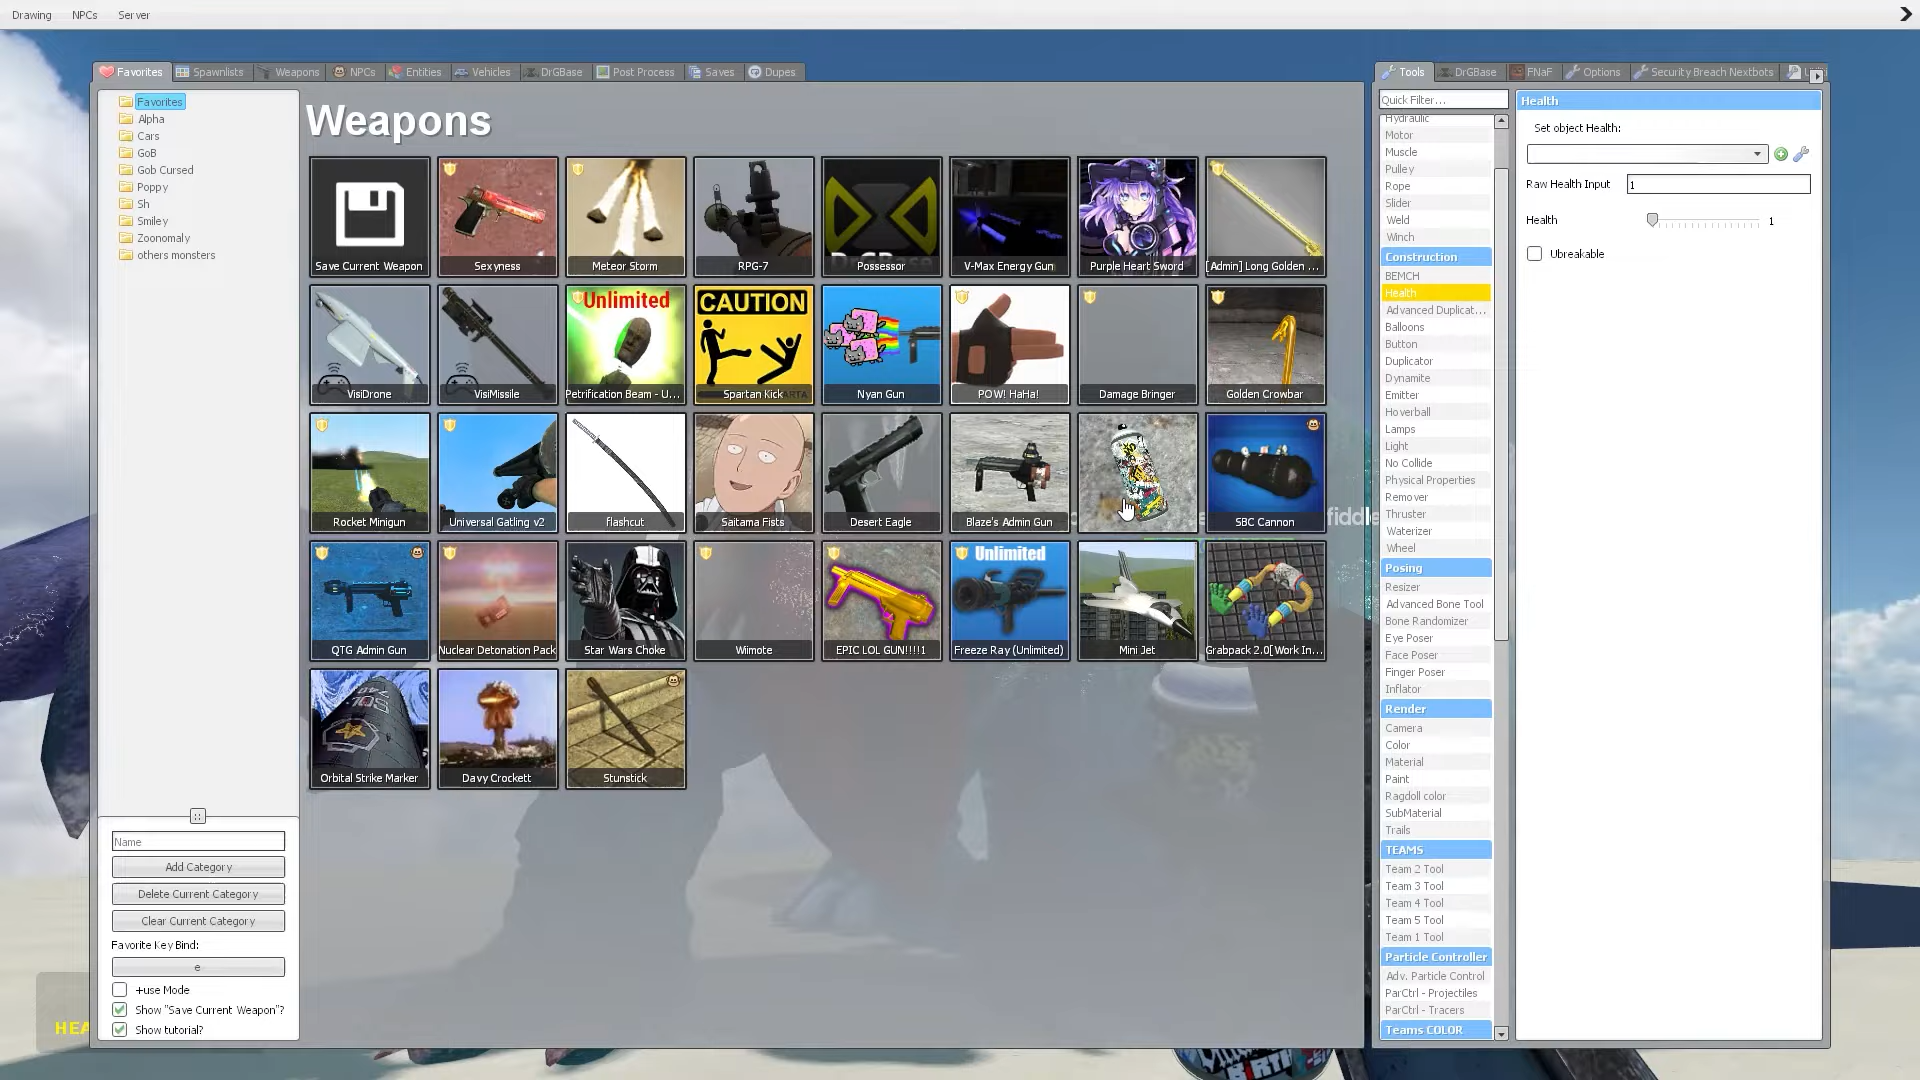 Drawing NPCs Server
Favorites Spawnlists Weapons NPCs Entities Vehicles DrGBase Post Process Saves Dupes
Tools DrGBase FNaF Options Security Breach Nextbots
Favorites
Alpha
Cars
GoB
Gob Cursed
Poppy
Sh
Smiley
Zoonomaly
others monsters
Weapons
Save Current Weapon
Sexyness
Meteor Storm
RPG-7
Possessor
V-Max Energy Gun
Purple Heart Sword
[Admin] Long Golden ...
VisiDrone
VisiMissile
Unlimited
Petrification Beam - U...
CAUTION
Spartan Kick
Nyan Gun
POW! HaHa!
Damage Bringer
Golden Crowbar
Rocket Minigun
Universal Gatling v2
flashcut
Saitama Fists
Desert Eagle
Blaze's Admin Gun
SBC Cannon
fiddle
QTG Admin Gun
Nuclear Detonation Pack
Star Wars Choke
Wiimote
EPIC LOL GUN!!!!1
Unlimited
Freeze Ray (Unlimited)
Mini Jet
Grabpack 2.0[Work In...
Orbital Strike Marker
Davy Crockett
Stunstick
Name
Add Category
Delete Current Category
Clear Current Category
Favorite Key Bind:
e
+use Mode
Show "Save Current Weapon"?
Show tutorial?
HEA
Quick Filter...
Hydraulic
Motor
Muscle
Pulley
Rope
Slider
Weld
Winch
Construction
BEMCH
Health
Advanced Duplicat...
Balloons
Button
Duplicator
Dynamite
Emitter
Hoverball
Lamps
Light
No Collide
Physical Properties
Remover
Thruster
Waterizer
Wheel
Posing
Resizer
Advanced Bone Tool
Bone Randomizer
Eye Poser
Face Poser
Finger Poser
Inflator
Render
Camera
Color
Material
Paint
Ragdoll color
SubMaterial
Trails
TEAMS
Team 2 Tool
Team 3 Tool
Team 4 Tool
Team 5 Tool
Team 1 Tool
Particle Controller
Adv. Particle Control
ParCtrl - Projectiles
ParCtrl - Tracers
Teams COLOR
Health
Set object Health:
Raw Health Input 1
Health 1
Ubreakable